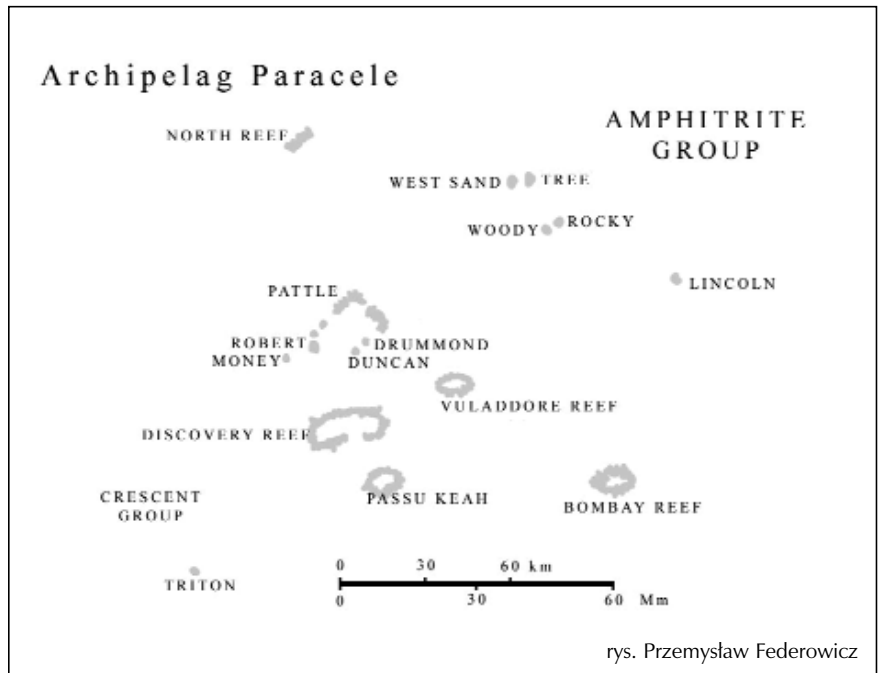 Archipelag Paracele
AMPHITRITE
GROUP
NORTH REEF
WEST SAND
TREE
WOODY
ROCKY
LINCOLN
PATTLE
ROBERT
DRUMMOND
MONEY
DUNCAN
VULADDORE REEF
DISCOVERY REEF
CRESCENT
GROUP
PASSU KEAH
BOMBAY REEF
TRITON
0 30 60 km
0 30 60 Mm
rys. Przemysław Federowicz